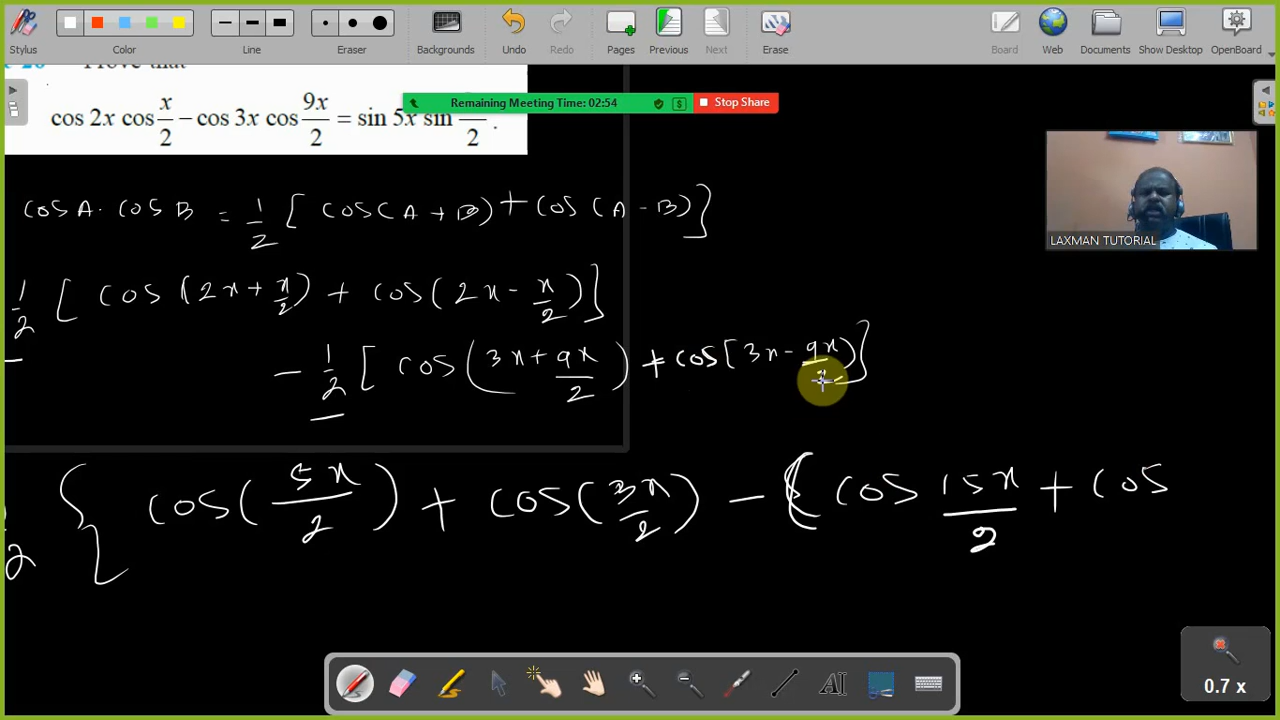 Stylus Color Line Eraser Backgrounds Undo Redo Pages Previous Next Erase Board Web Documents Show Desktop OpenBoard
Remaining Meeting Time: 02:54 Stop Share
cos 2x cos x/2 − cos 3x cos 9x/2 = sin 5x sin /2 .
LAXMAN TUTORIAL
cos A · cos B = 1/2 [ cos(A + B) + cos(A - B) ]
1/2 [ cos (2x + x/2) + cos(2x - x/2) ]
- 1/2 [ cos (3x + 9x/2) + cos [3x - 9x/2) ]
/2 { cos( 5x/2 ) + cos( 3x/2 ) - { cos 15x/2 + cos
0.7 x